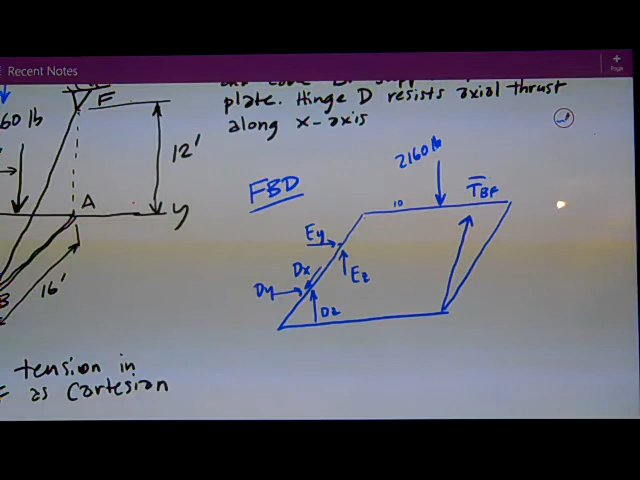 Recent Notes
Page
plate. Hinge D resists axial thrust
along x-axis
F
60 lb
12'
A
y
16'
B
tension in
as Cartesian
FBD
2160 lb
10
TBF
Ey
Ez
Dx
Dy
Dz